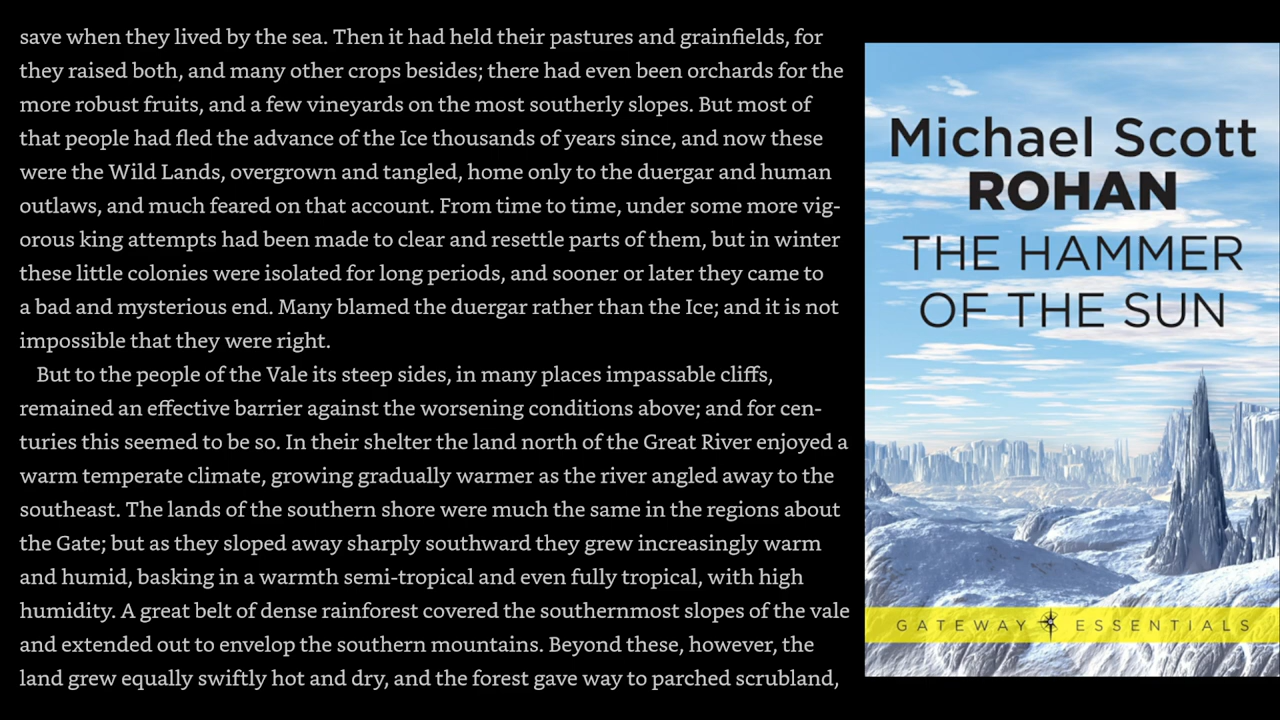 save when they lived by the sea. Then it had held their pastures and grainfields, for
they raised both, and many other crops besides; there had even been orchards for the
more robust fruits, and a few vineyards on the most southerly slopes. But most of
that people had fled the advance of the Ice thousands of years since, and now these
were the Wild Lands, overgrown and tangled, home only to the duergar and human
outlaws, and much feared on that account. From time to time, under some more vig-
orous king attempts had been made to clear and resettle parts of them, but in winter
these little colonies were isolated for long periods, and sooner or later they came to
a bad and mysterious end. Many blamed the duergar rather than the Ice; and it is not
impossible that they were right.
But to the people of the Vale its steep sides, in many places impassable cliffs,
remained an effective barrier against the worsening conditions above; and for cen-
turies this seemed to be so. In their shelter the land north of the Great River enjoyed a
warm temperate climate, growing gradually warmer as the river angled away to the
southeast. The lands of the southern shore were much the same in the regions about
the Gate; but as they sloped away sharply southward they grew increasingly warm
and humid, basking in a warmth semi-tropical and even fully tropical, with high
humidity. A great belt of dense rainforest covered the southernmost slopes of the vale
and extended out to envelop the southern mountains. Beyond these, however, the
land grew equally swiftly hot and dry, and the forest gave way to parched scrubland,
Michael Scott
ROHAN
THE HAMMER
OF THE SUN
GATEWAY ESSENTIALS